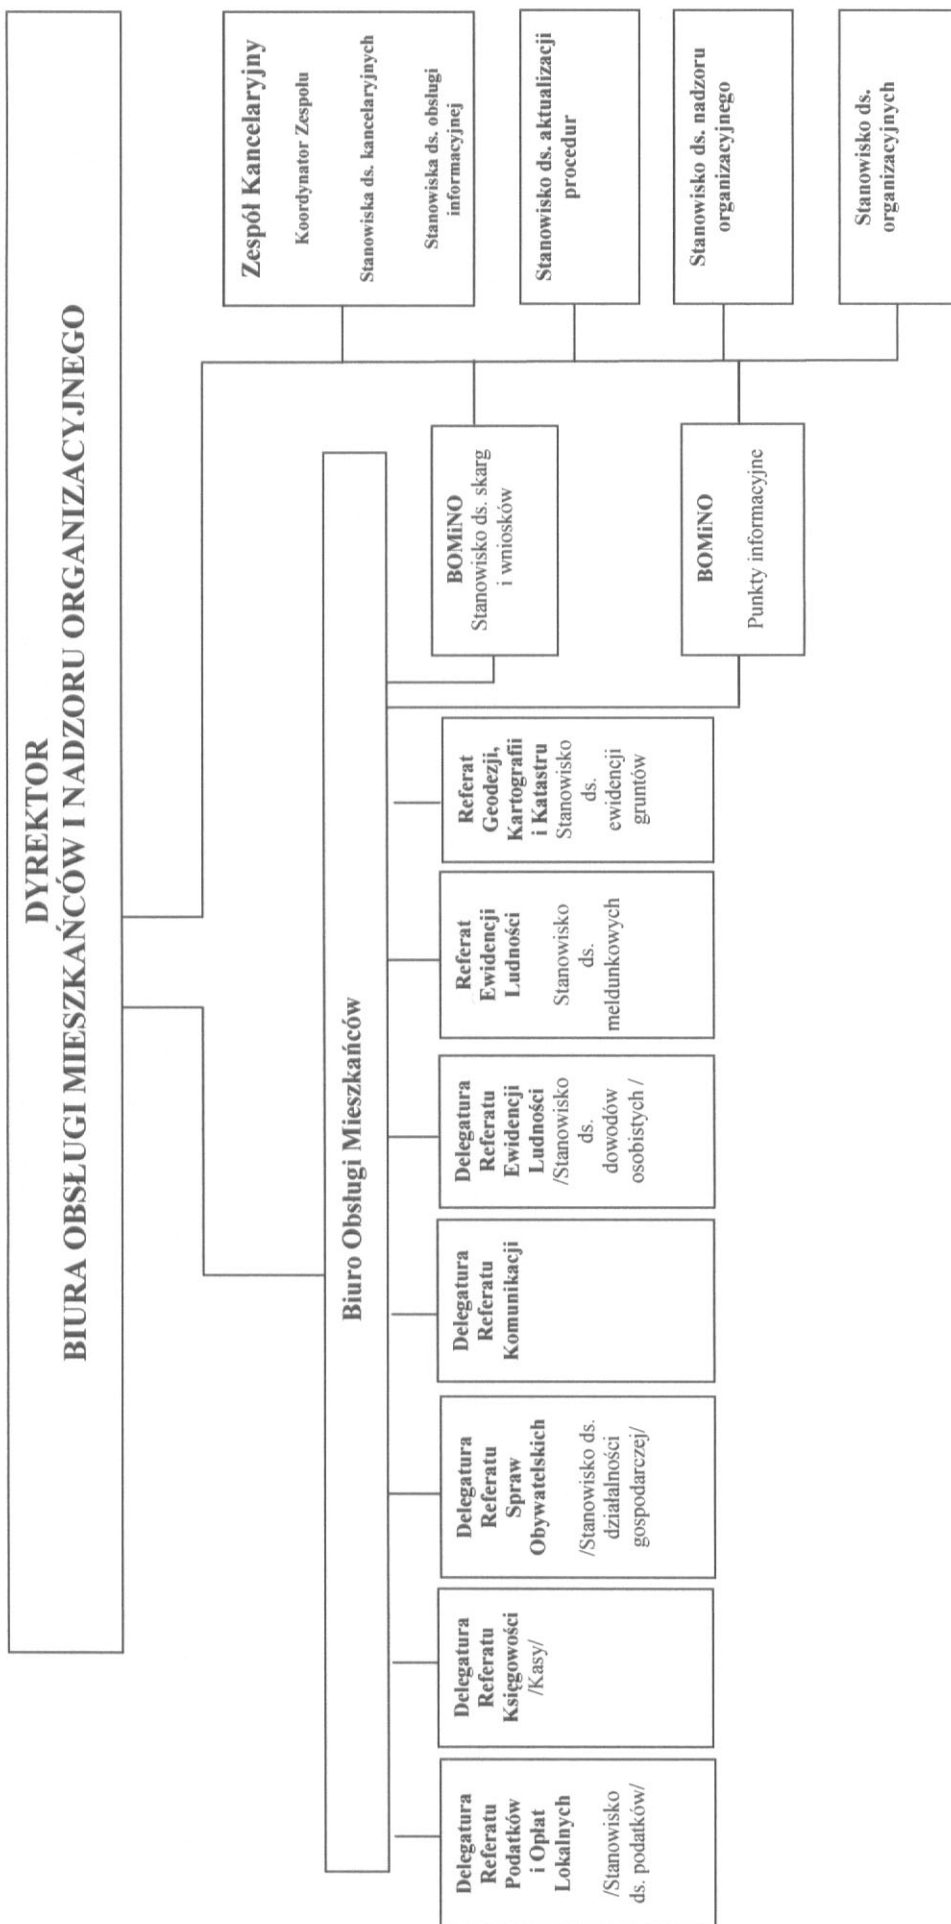 DYREKTOR
BIURA OBSŁUGI MIESZKAŃCÓW I NADZORU ORGANIZACYJNEGO
Biuro Obsługi Mieszkańców
Delegatura
Referatu
Podatków
i Opłat
Lokalnych
/Stanowisko
ds. podatków/
Delegatura
Referatu
Księgowości
/Kasy/
Delegatura
Referatu
Spraw
Obywatelskich
/Stanowisko ds.
działalności
gospodarczej/
Delegatura
Referatu
Komunikacji
Delegatura
Referatu
Ewidencji
Ludności
/Stanowisko
ds.
dowodów
osobistych /
Referat
Ewidencji
Ludności
Stanowisko
ds.
meldunkowych
Referat
Geodezji,
Kartografii
i Katastru
Stanowisko
ds.
ewidencji
gruntów
BOMiNO
Stanowisko ds. skarg
i wniosków
BOMiNO
Punkty informacyjne
Zespół Kancelaryjny
Koordynator Zespołu
Stanowiska ds. kancelaryjnych
Stanowiska ds. obsługi
informacyjnej
Stanowisko ds. aktualizacji
procedur
Stanowisko ds. nadzoru
organizacyjnego
Stanowisko ds.
organizacyjnych